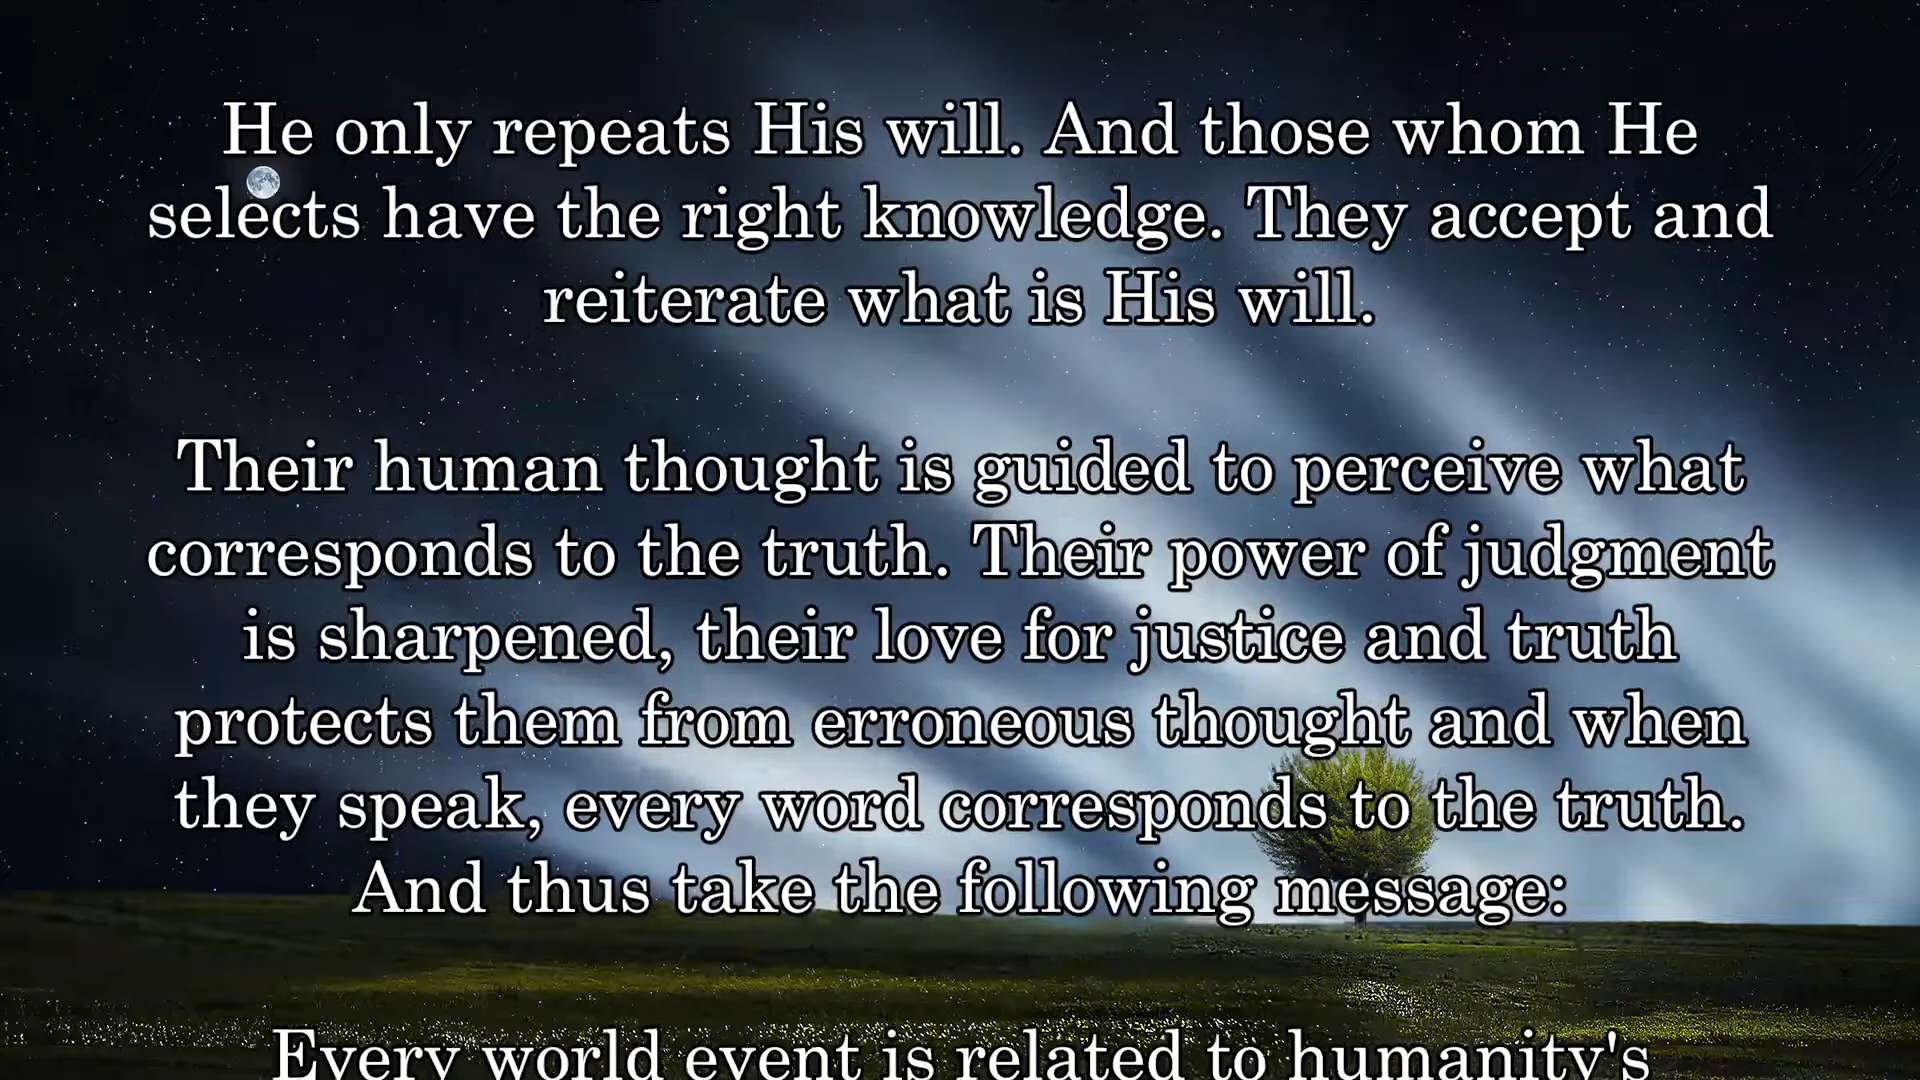 He only repeats His will. And those whom He
selects have the right knowledge. They accept and
reiterate what is His will.
Their human thought is guided to perceive what
corresponds to the truth. Their power of judgment
is sharpened, their love for justice and truth
protects them from erroneous thought and when
they speak, every word corresponds to the truth.
And thus take the following message:
Every world event is related to humanity's